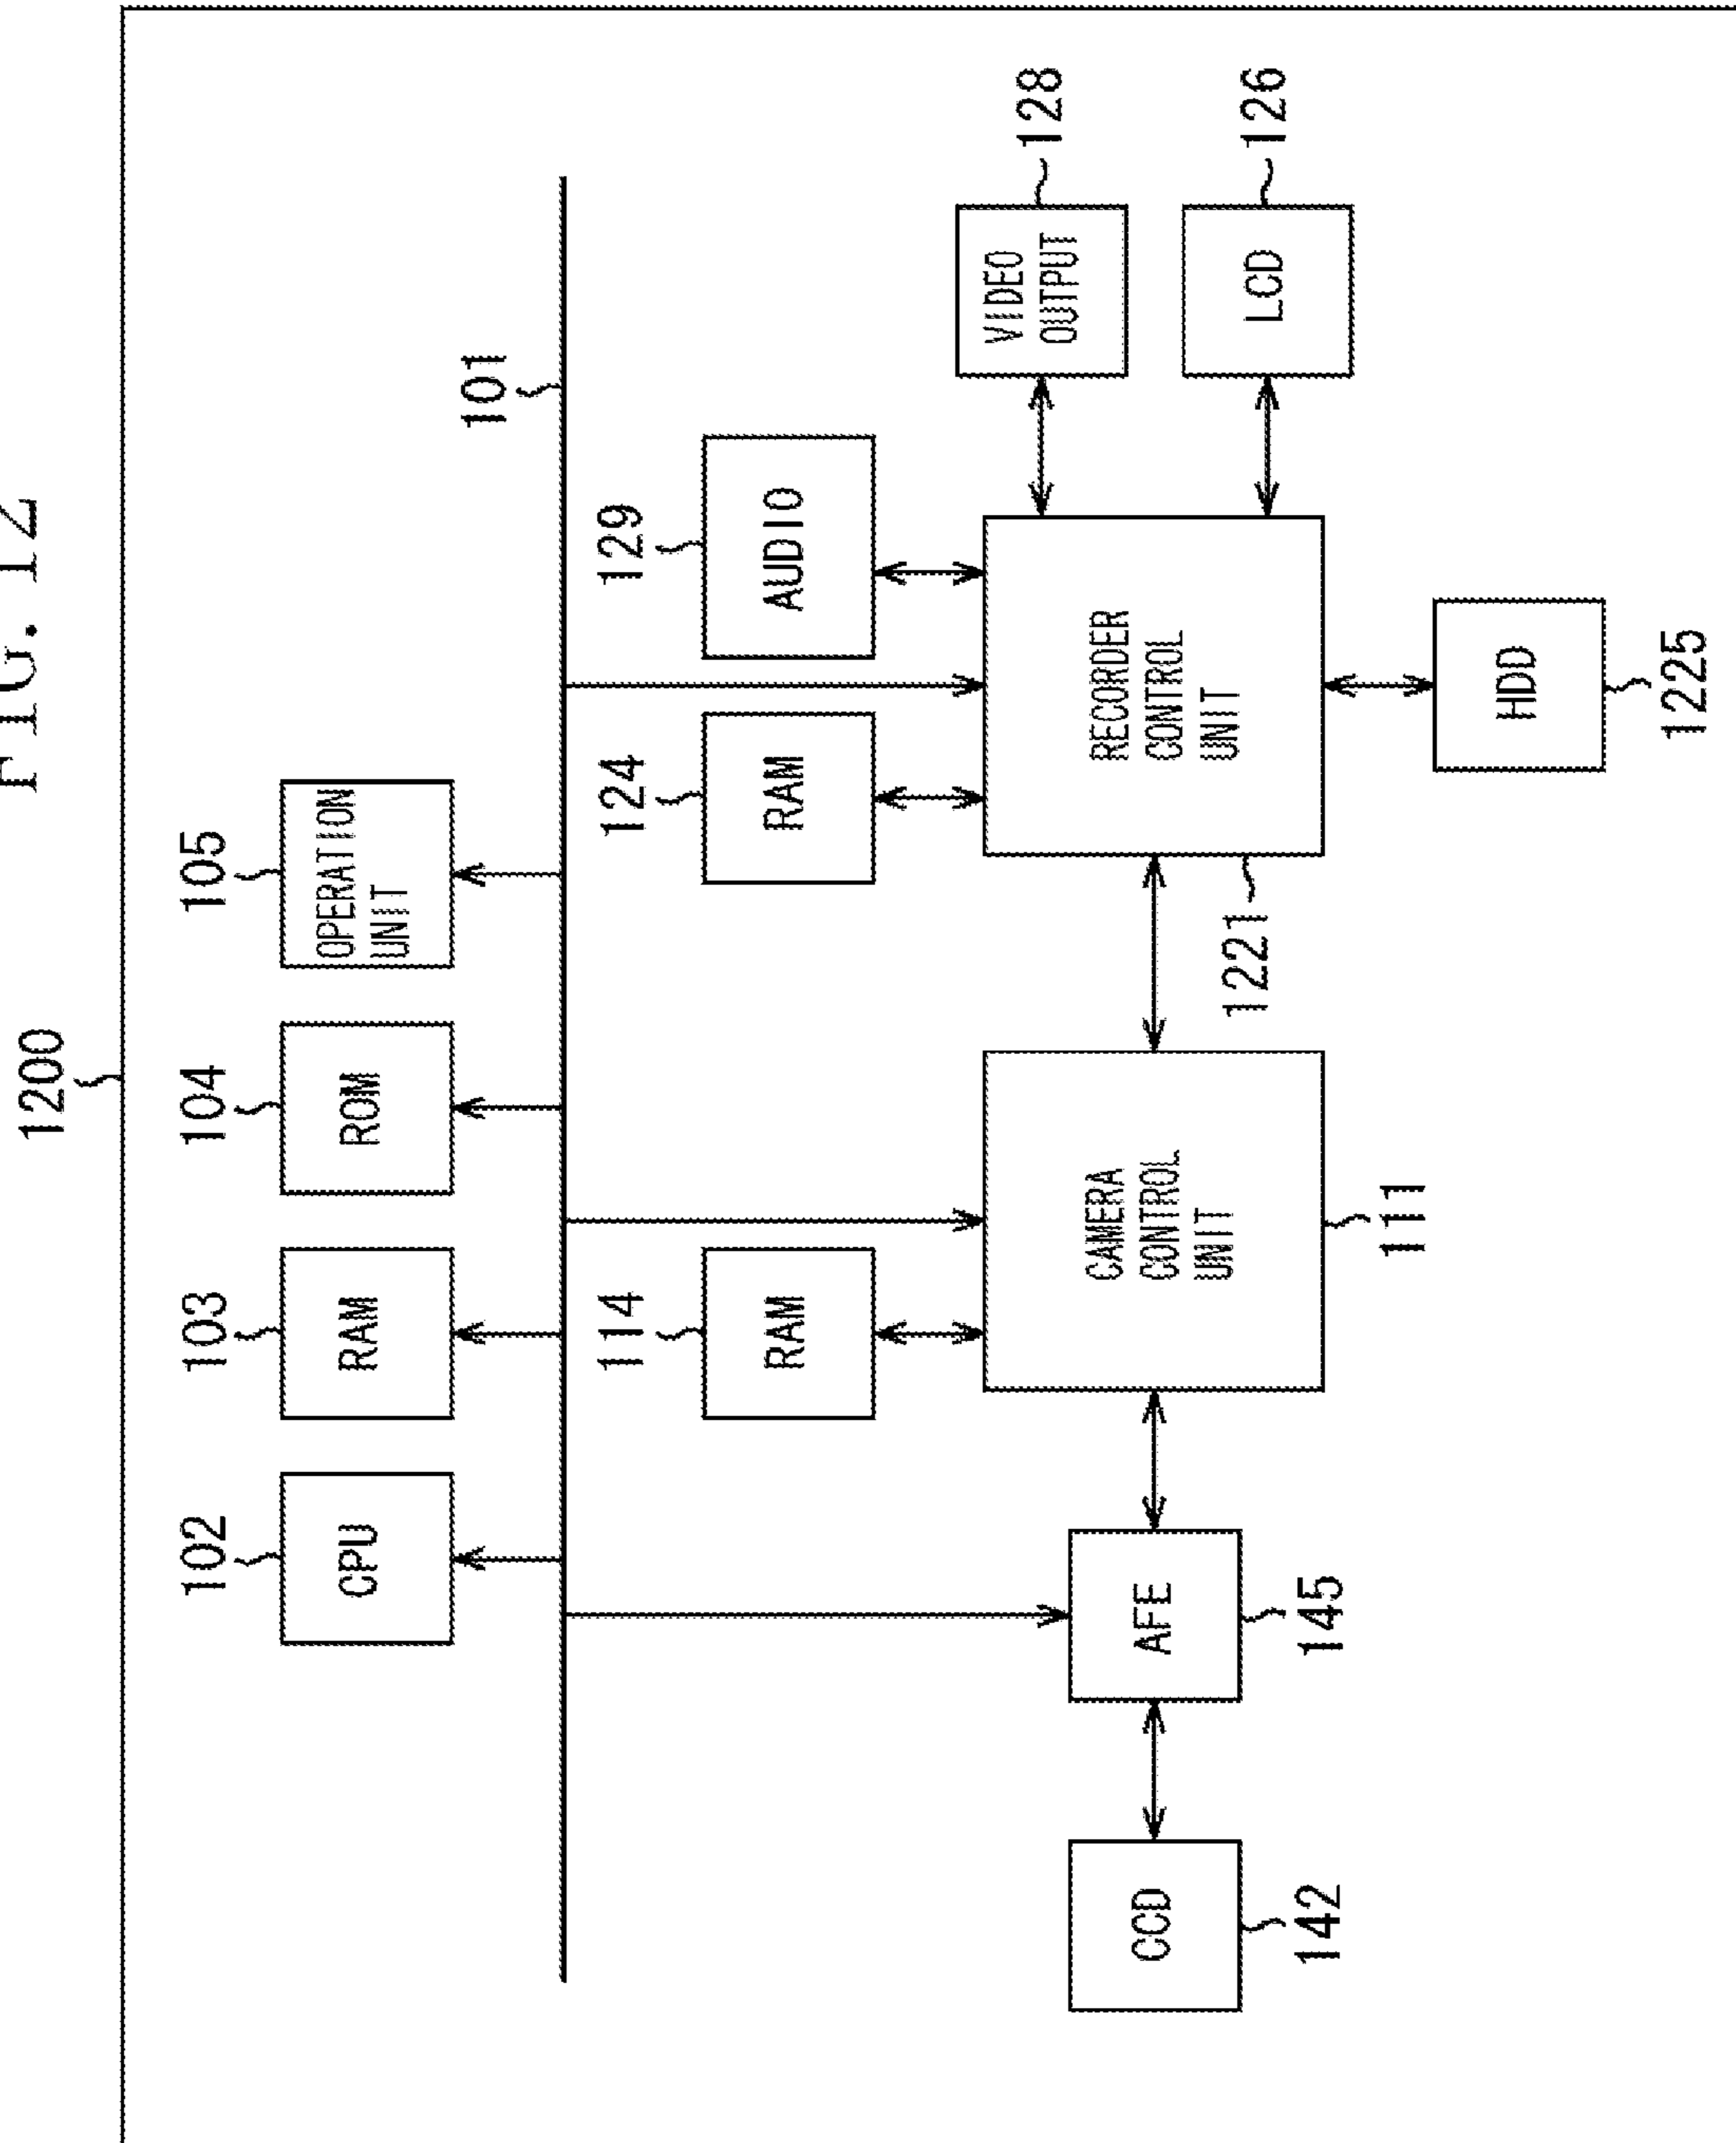 FIG. 12
1200
102
CPU
103
RAM
104
ROM
105
OPERATION
UNIT
101
114
RAM
124
RAM
129
AUDIO
CCD
142
AFE
145
CAMERA
CONTROL
UNIT
111
RECORDER
CONTROL
UNIT
1221
VIDEO
OUTPUT
128
LCD
126
HDD
1225